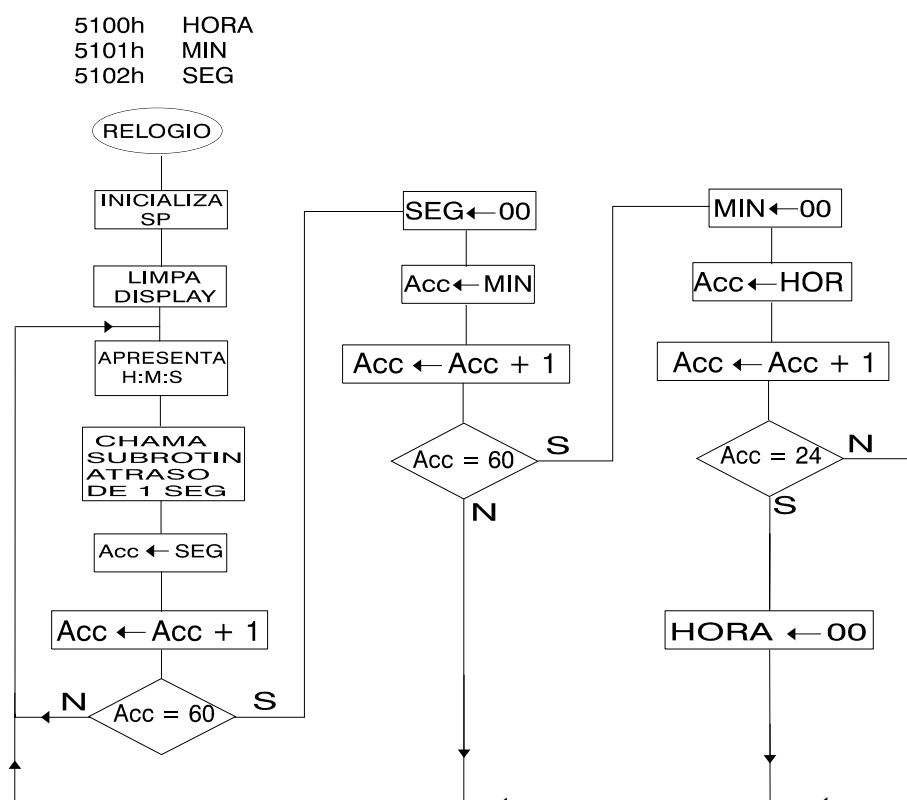 5100h HORA
5101h MIN
5102h SEG
RELOGIO
INICIALIZA
SP
LIMPA
DISPLAY
APRESENTA
H:M:S
CHAMA
SUBROTIN
ATRASO
DE 1 SEG
Acc ← SEG
Acc ← Acc + 1
N
Acc = 60
S
SEG ← 00
Acc ← MIN
Acc ← Acc + 1
Acc = 60
S
N
MIN ← 00
Acc ← HOR
Acc ← Acc + 1
Acc = 24
N
S
HORA ← 00